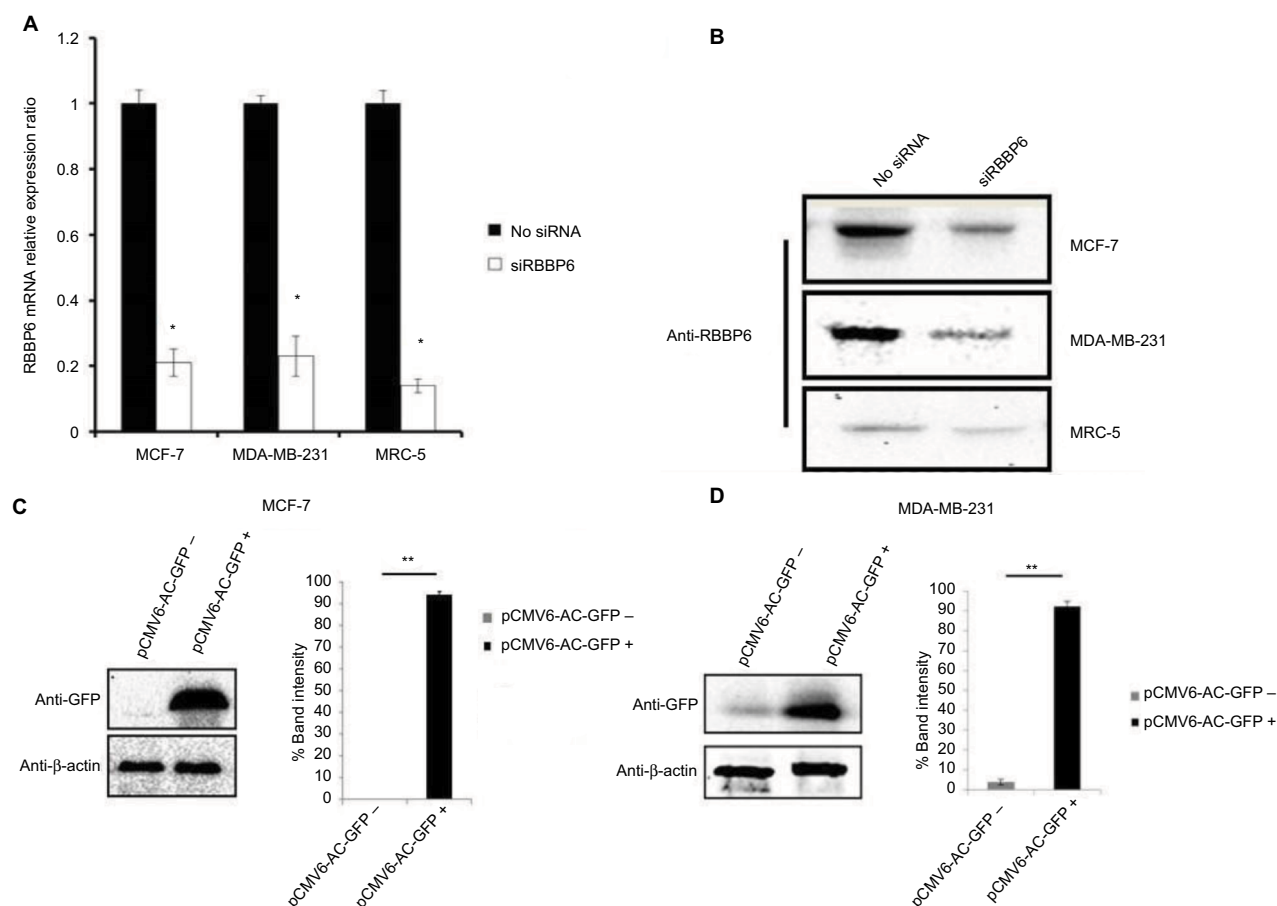 A
RBBP6 mRNA relative expression ratio
1.2
1
0.8
0.6
0.4
0.2
0
*
*
*
MCF-7
MDA-MB-231
MRC-5
No siRNA
siRBBP6
B
No siRNA
siRBBP6
Anti-RBBP6
MCF-7
MDA-MB-231
MRC-5
C
MCF-7
pCMV6-AC-GFP –
pCMV6-AC-GFP +
Anti-GFP
Anti-β-actin
% Band intensity
100
90
80
70
60
50
40
30
20
10
0
**
pCMV6-AC-GFP –
pCMV6-AC-GFP +
pCMV6-AC-GFP –
pCMV6-AC-GFP +
D
MDA-MB-231
pCMV6-AC-GFP –
pCMV6-AC-GFP +
Anti-GFP
Anti-β-actin
% Band intensity
100
90
80
70
60
50
40
30
20
10
0
**
pCMV6-AC-GFP –
pCMV6-AC-GFP +
pCMV6-AC-GFP –
pCMV6-AC-GFP +